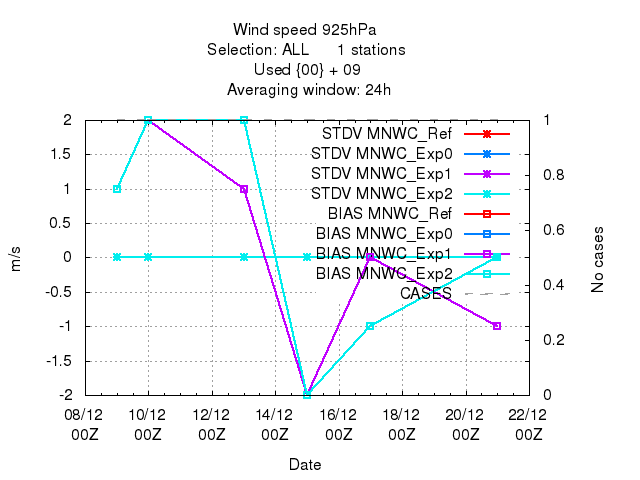 Wind speed 925hPa
Selection: ALL 1 stations
Used {00} + 09
Averaging window: 24h
2
1.5
1
0.5
0
-0.5
-1
-1.5
-2
m/s
1
0.8
0.6
0.4
0.2
0
No cases
STDV MNWC_Ref
STDV MNWC_Exp0
STDV MNWC_Exp1
STDV MNWC_Exp2
BIAS MNWC_Ref
BIAS MNWC_Exp0
BIAS MNWC_Exp1
BIAS MNWC_Exp2
CASES
08/12 10/12 12/12 14/12 16/12 18/12 20/12 22/12
00Z 00Z 00Z 00Z 00Z 00Z 00Z 00Z
Date